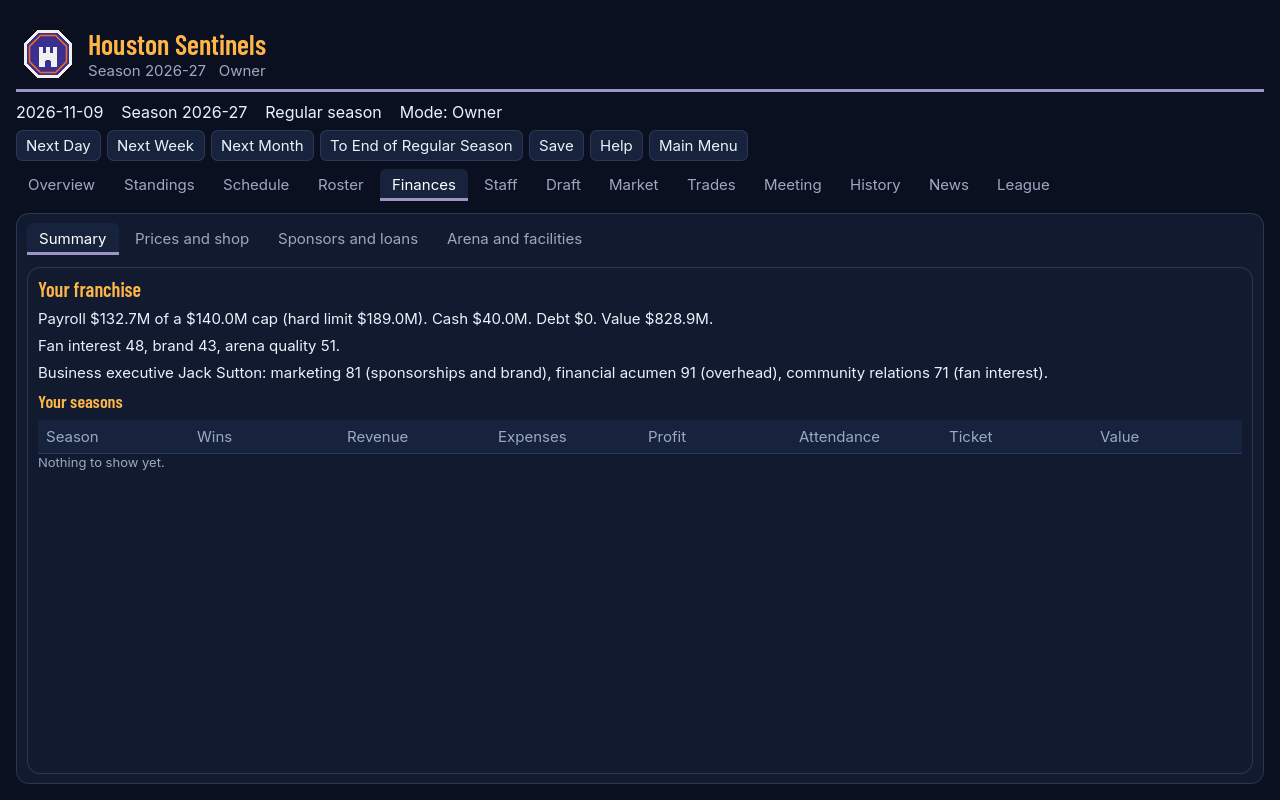 Houston Sentinels
Season 2026-27 Owner
2026-11-09 Season 2026-27 Regular season Mode: Owner
Next Day Next Week Next Month To End of Regular Season Save Help Main Menu
Overview Standings Schedule Roster Finances Staff Draft Market Trades Meeting History News League
Summary Prices and shop Sponsors and loans Arena and facilities
Your franchise
Payroll $132.7M of a $140.0M cap (hard limit $189.0M). Cash $40.0M. Debt $0. Value $828.9M.
Fan interest 48, brand 43, arena quality 51.
Business executive Jack Sutton: marketing 81 (sponsorships and brand), financial acumen 91 (overhead), community relations 71 (fan interest).
Your seasons
Season Wins Revenue Expenses Profit Attendance Ticket Value
Nothing to show yet.